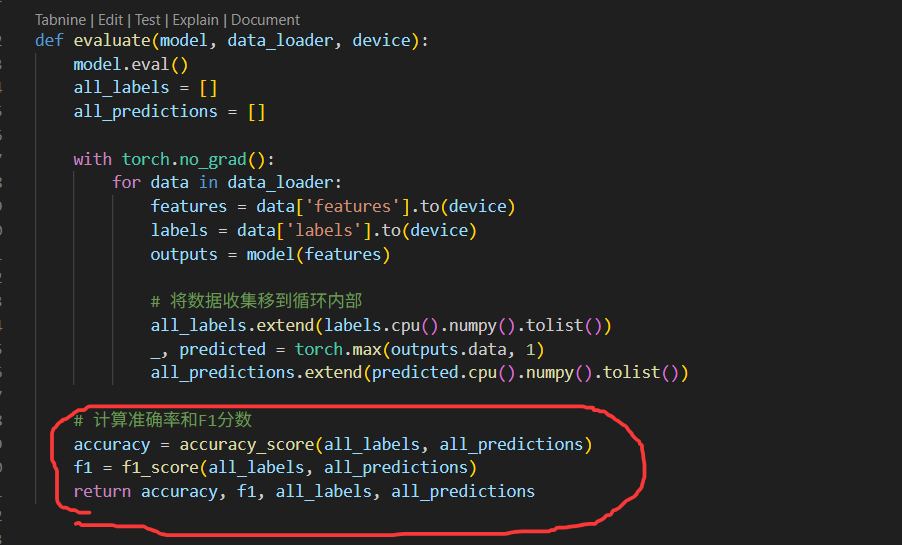 Tabnine | Edit | Test | Explain | Document
def evaluate(model, data_loader, device):
model.eval()
all_labels = []
all_predictions = []
with torch.no_grad():
for data in data_loader:
features = data['features'].to(device)
labels = data['labels'].to(device)
outputs = model(features)
# 将数据收集移到循环内部
all_labels.extend(labels.cpu().numpy().tolist())
_, predicted = torch.max(outputs.data, 1)
all_predictions.extend(predicted.cpu().numpy().tolist())
# 计算准确率和F1分数
accuracy = accuracy_score(all_labels, all_predictions)
f1 = f1_score(all_labels, all_predictions)
return accuracy, f1, all_labels, all_predictions